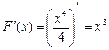 F'(x) = (x⁴/4)' = x³